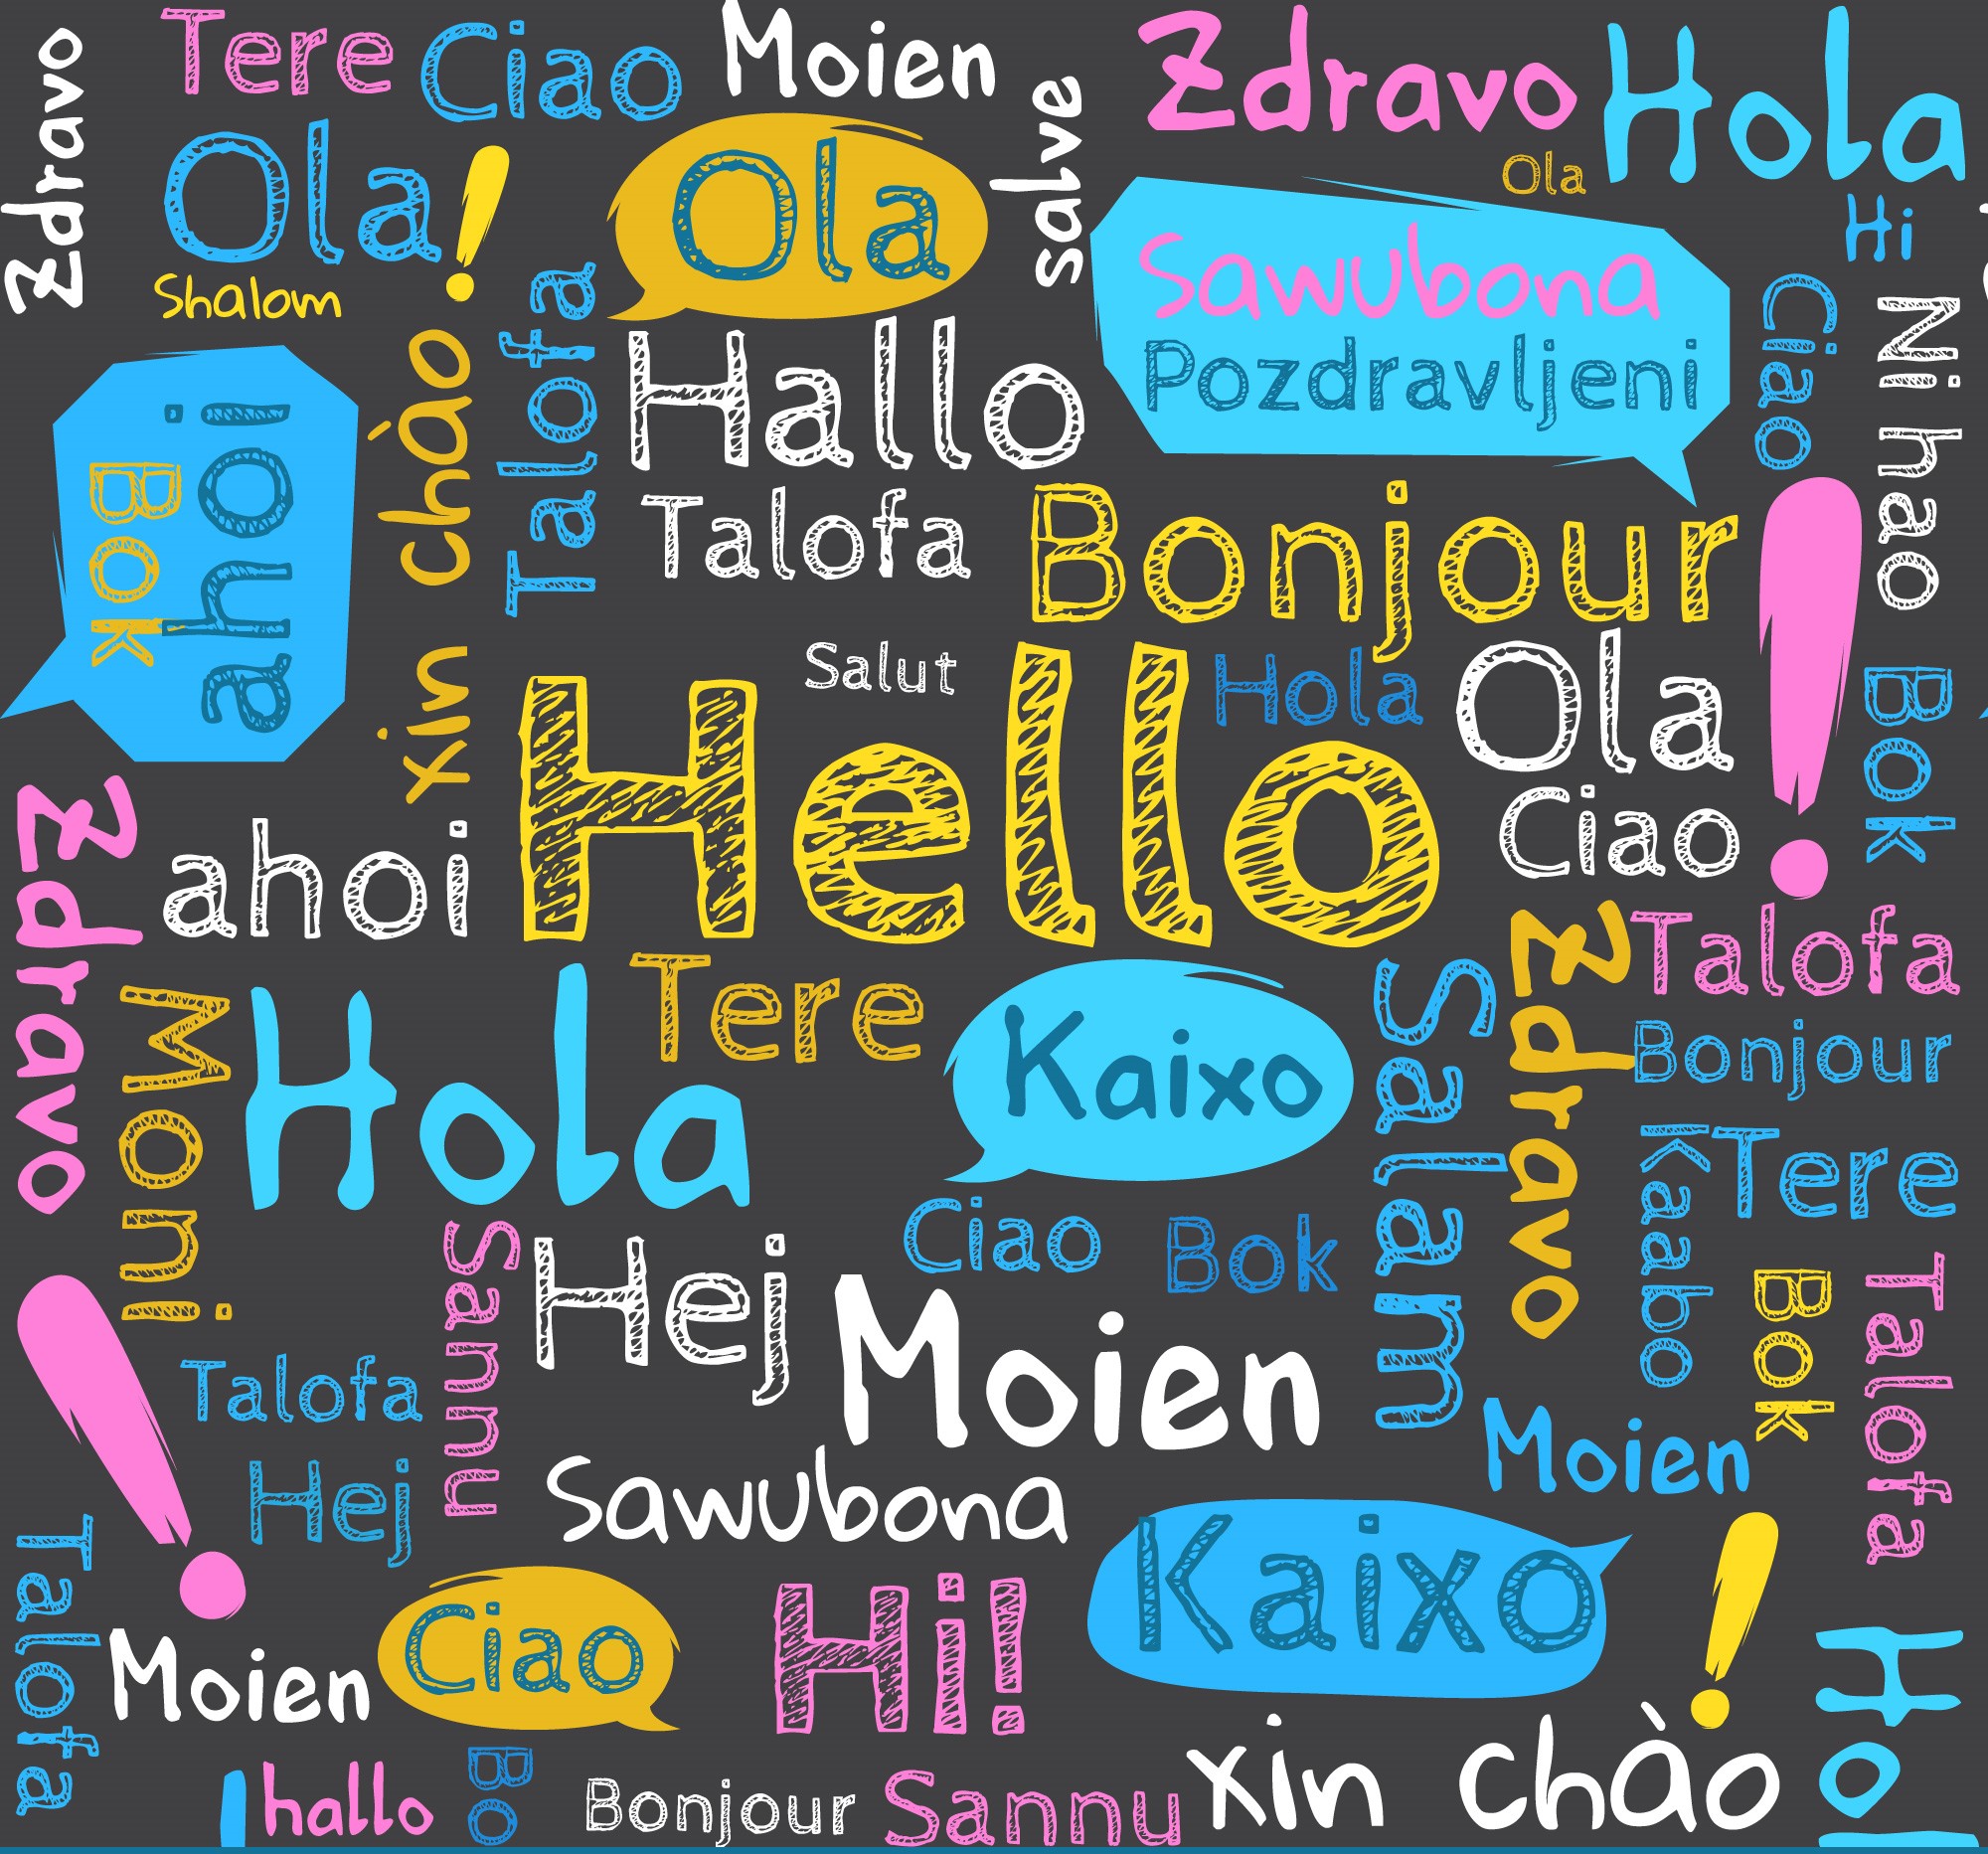 Zdravo
Tere
Ciao
Moien
salve
Zdravo
Hola
Ola!
Ola
Ola
Hi
Shalom
Sawubona
Pozdravljeni
Talofa
Xin chào
Hallo
Ciao
Ni hao
Bok
ahoi
Talofa
Bonjour
!
Salut
Hola
Ola
Bok
Hello
Ciao
Zdravo
ahoi
Zdravo
Talofa
Moni
Hola
Tere
Kaixo
Salam
Bonjour
Kaabo
Tere
Sannu
Hej
Ciao
Bok
Bok
Talofa
!
Talofa
Moien
Moien
Hej
Sawubona
Talofa
Kaixo
!
Moien
Ciao
Hi!
Hol
hallo
Bo
Bonjour
Sannu
xin chào